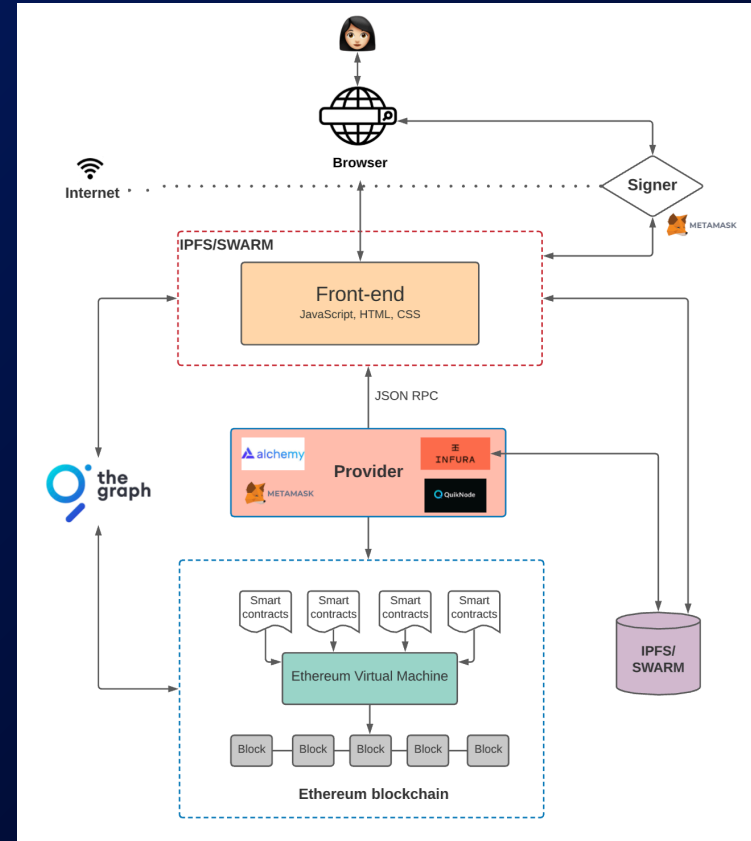 Browser
Internet
Signer
METAMASK
IPFS/SWARM
Front-end
JavaScript, HTML, CSS
JSON RPC
alchemy
INFURA
Provider
METAMASK
QuikNode
the
graph
Smart
contracts
Smart
contracts
Smart
contracts
Smart
contracts
Ethereum Virtual Machine
IPFS/
SWARM
Block
Block
Block
Block
Block
Ethereum blockchain